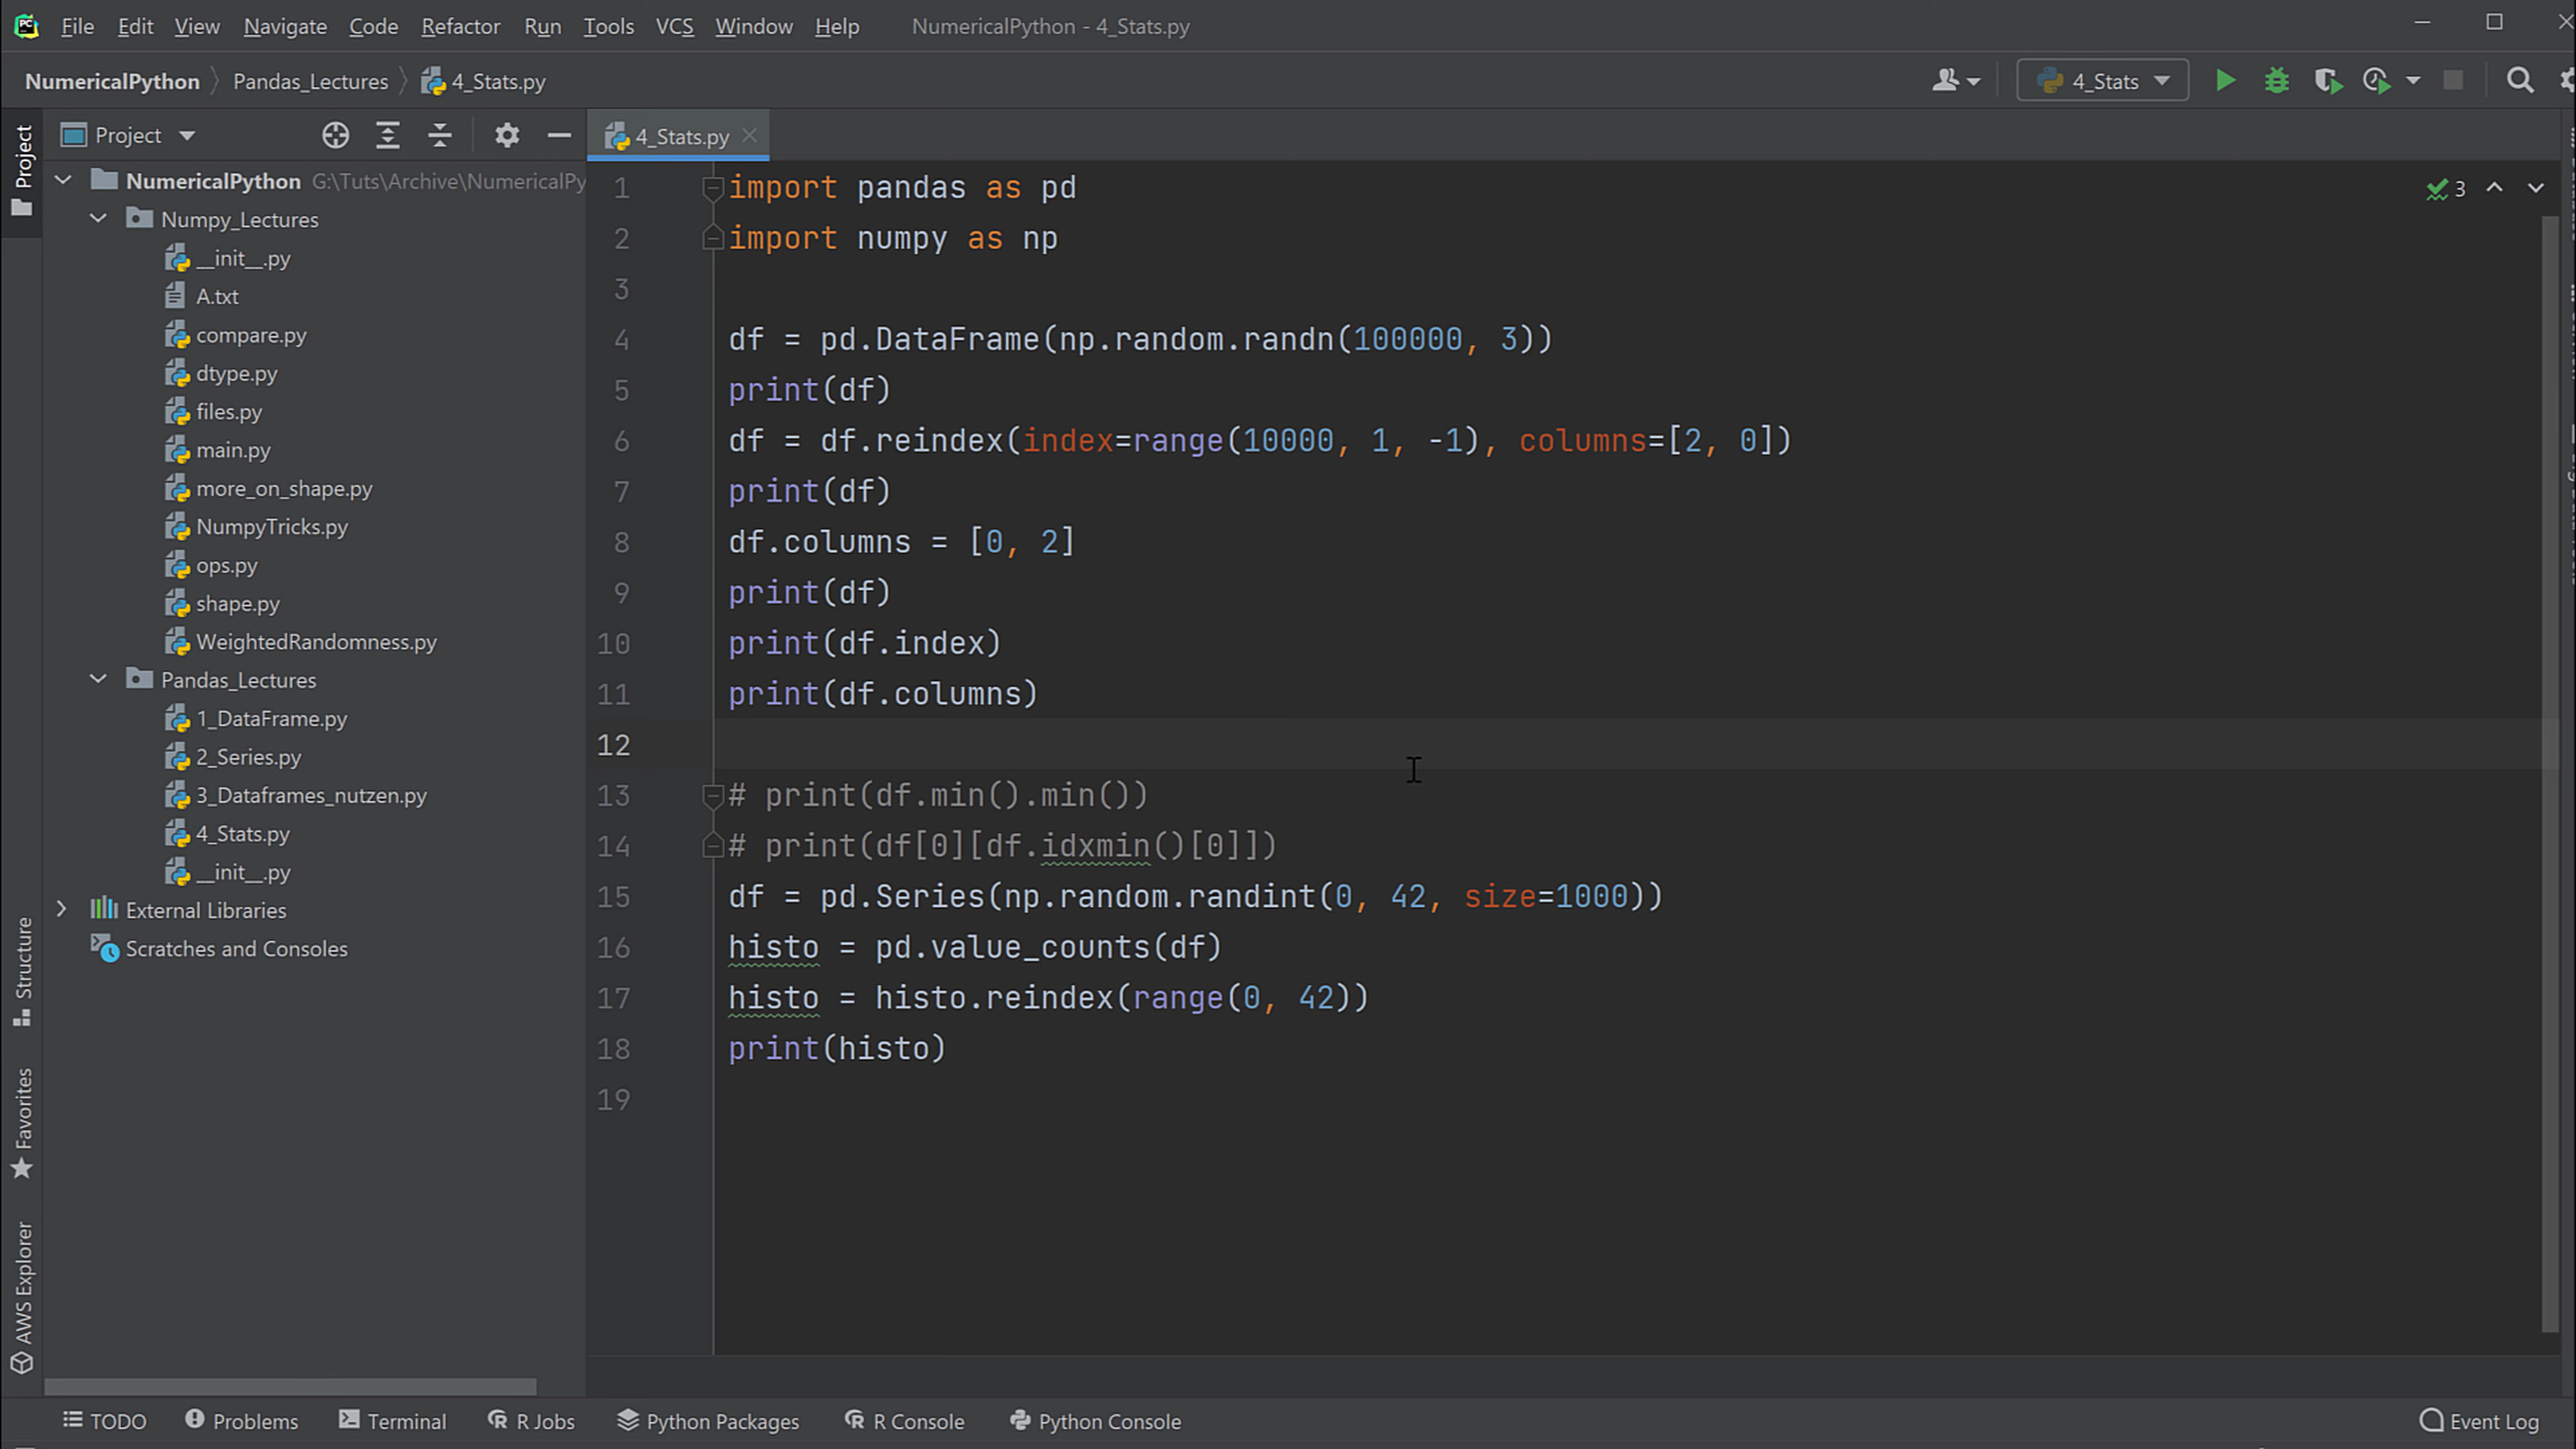 File Edit View Navigate Code Refactor Run Tools VCS Window Help NumericalPython - 4_Stats.py
NumericalPython Pandas_Lectures 4_Stats.py 4_Stats
Project
Project
Structure
Favorites
AWS Explorer
NumericalPython G:\Tuts\Archive\NumericalPy
Numpy_Lectures
__init__.py
A.txt
compare.py
dtype.py
files.py
main.py
more_on_shape.py
NumpyTricks.py
ops.py
shape.py
WeightedRandomness.py
Pandas_Lectures
1_DataFrame.py
2_Series.py
3_Dataframes_nutzen.py
4_Stats.py
__init__.py
External Libraries
Scratches and Consoles
4_Stats.py
3
1 import pandas as pd
2 import numpy as np
3
4 df = pd.DataFrame(np.random.randn(100000, 3))
5 print(df)
6 df = df.reindex(index=range(10000, 1, -1), columns=[2, 0])
7 print(df)
8 df.columns = [0, 2]
9 print(df)
10 print(df.index)
11 print(df.columns)
12
13 # print(df.min().min())
14 # print(df[0][df.idxmin()[0]])
15 df = pd.Series(np.random.randint(0, 42, size=1000))
16 histo = pd.value_counts(df)
17 histo = histo.reindex(range(0, 42))
18 print(histo)
19
TODO Problems Terminal R Jobs Python Packages R Console Python Console Event Log